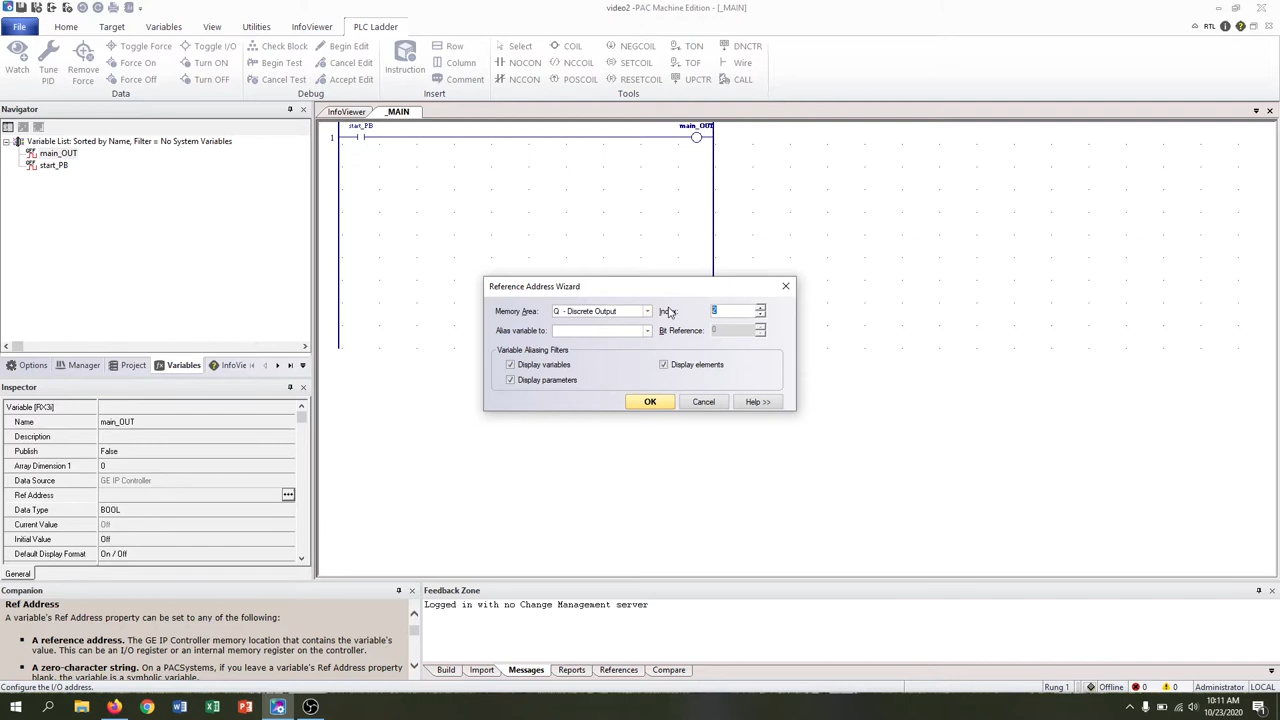 video2 - PAC Machine Edition - [_MAIN]
File Home Target Variables View Utilities InfoViewer PLC Ladder RTL
Watch Tune PID Remove Force Toggle Force Toggle I/O
Force On Turn ON
Force Off Turn OFF
Data
Check Block Begin Edit
Begin Test Cancel Edit
Cancel Test Accept Edit
Debug
Instruction Row
Column
Comment
Insert
Select COIL NEGCOIL TON DNCTR
NOCON NCCOIL SETCOIL TOF Wire
NCCON POSCOIL RESETCOIL UPCTR CALL
Tools
Navigator
Variable List: Sorted by Name, Filter = No System Variables
OFF main_OUT
OFF start_PB
Options Manager Project Variables InfoVie
InfoViewer _MAIN
start_PB main_OUT
1
Reference Address Wizard
Memory Area: Q - Discrete Output Index: 2
Alias variable to: Bit Reference: 0
Variable Aliasing Filters
Display variables Display elements
Display parameters
OK Cancel Help >>
Inspector
Variable [RX3i]
Name main_OUT
Description
Publish False
Array Dimension 1 0
Data Source GE IP Controller
Ref Address
Data Type BOOL
Current Value Off
Initial Value Off
Default Display Format On / Off
General
Companion
Ref Address
A variable's Ref Address property can be set to any of the following:
A reference address. The GE IP Controller memory location that contains the variable's
value. This can be an I/O register or an internal memory register on the controller.
A zero-character string. On a PACSystems, if you leave a variable's Ref Address property
blank, the variable is a symbolic variable.
Feedback Zone
Logged in with no Change Management server
Build Import Messages Reports References Compare
Configure the I/O address. Rung 1 Offline 0 0 Administrator LOCAL
10:11 AM
10/23/2020